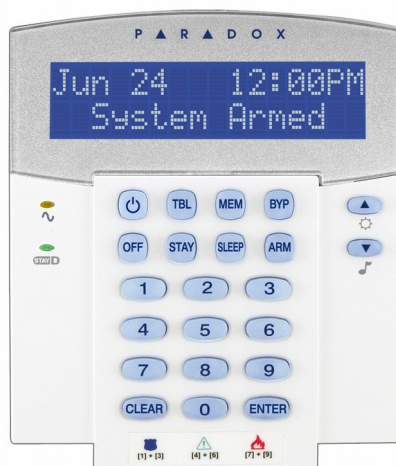 PARADOX
Jun 24 12:00PM
System Armed
TBL MEM BYP
OFF STAY SLEEP ARM
STAY D
1 2 3
4 5 6
7 8 9
CLEAR 0 ENTER
[1] + [3] [4] + [6] [7] + [9]